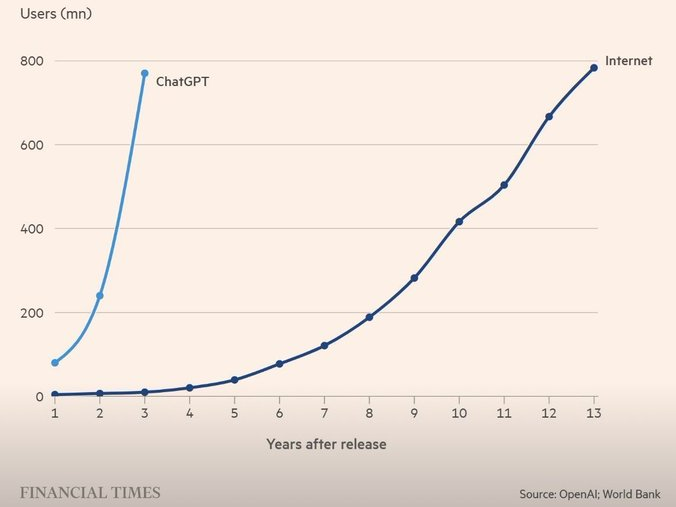 Users (mn)
800
Internet
ChatGPT
600
400
200
0
1 2 3 4 5 6 7 8 9 10 11 12 13
Years after release
FINANCIAL TIMES
Source: OpenAI; World Bank